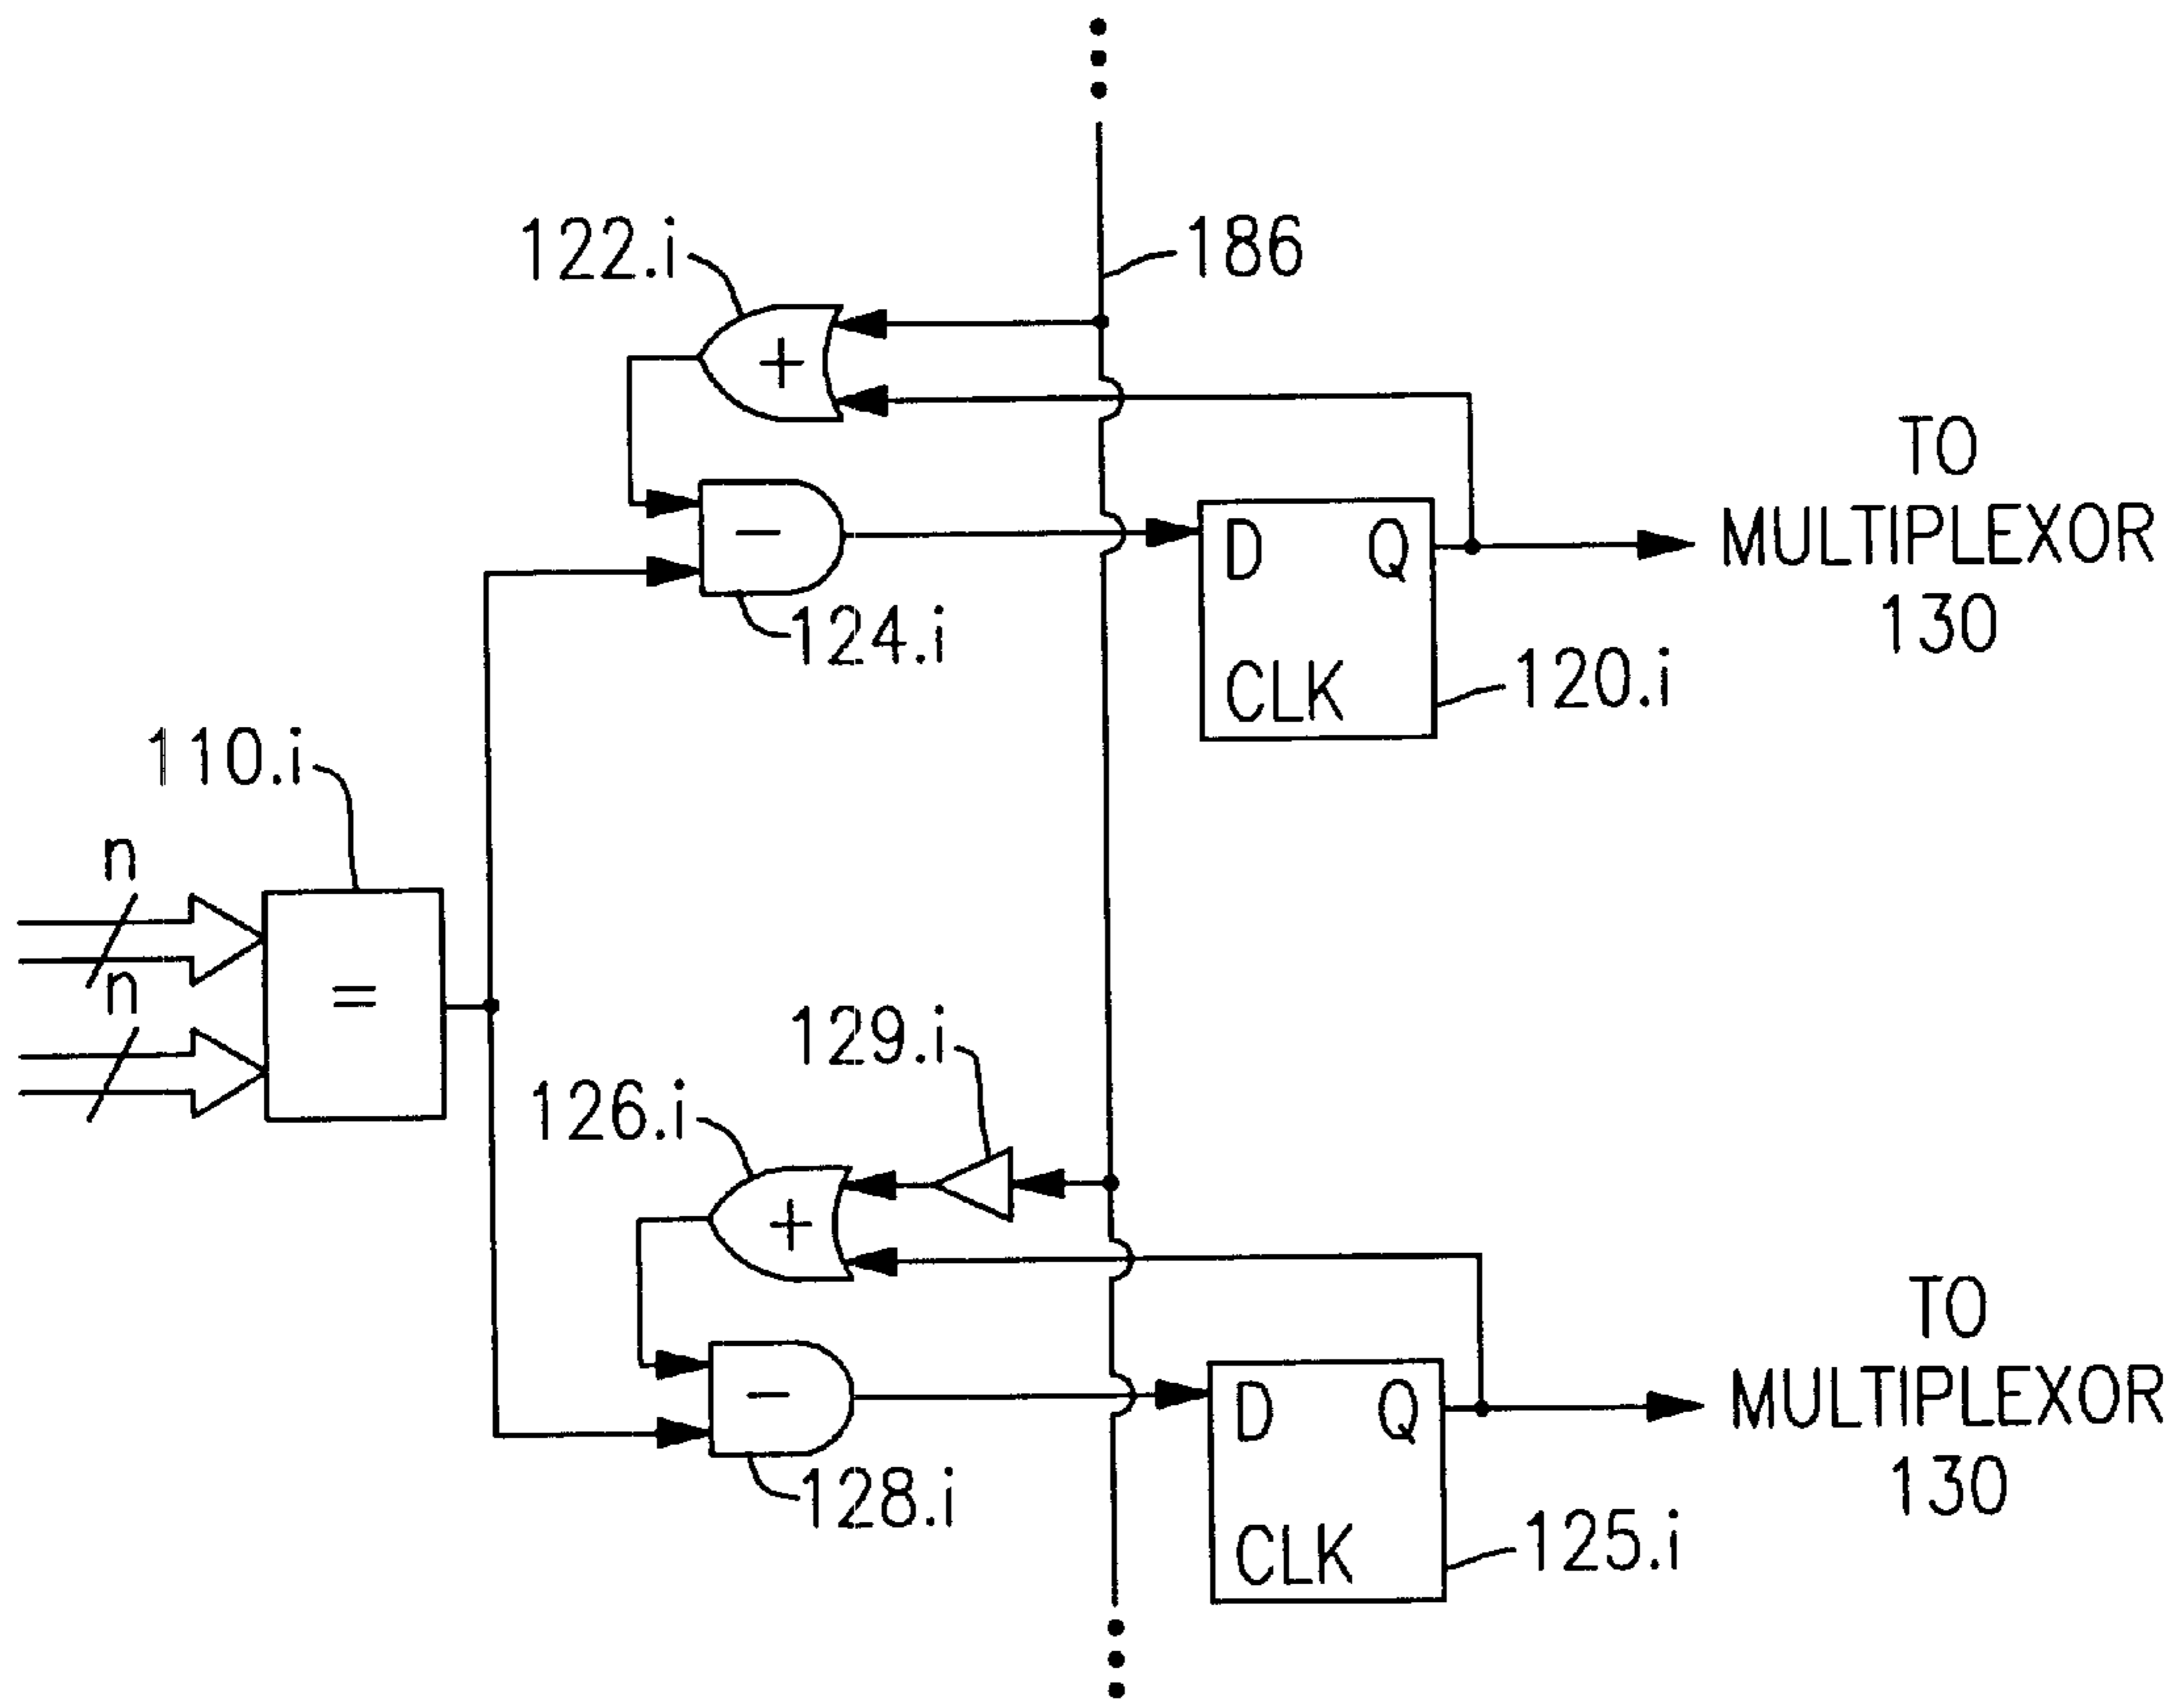 122.i
186
+
TO
MULTIPLEXOR
130
-
D Q
CLK
124.i
120.i
110.i
n
n
=
129.i
126.i
+
TO
MULTIPLEXOR
130
-
D Q
CLK
128.i
125.i